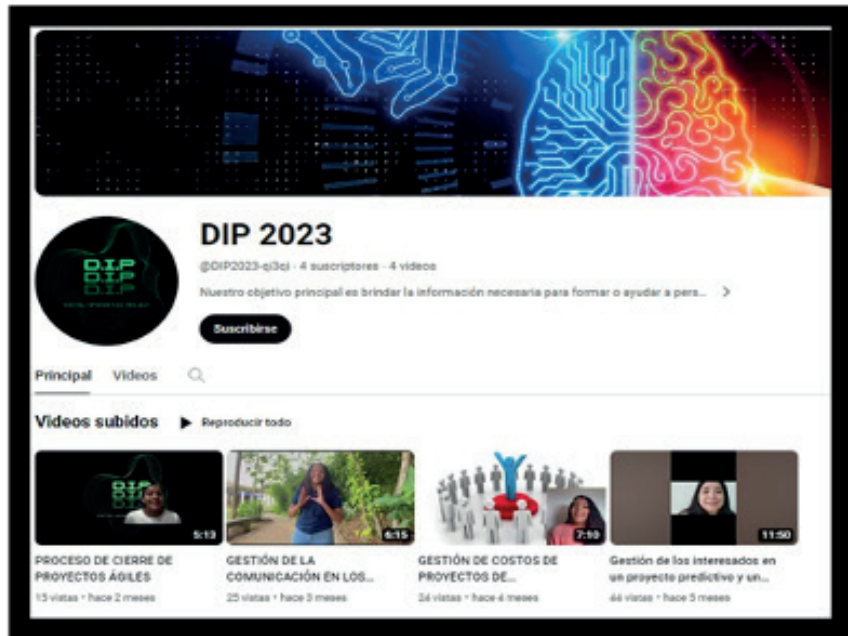 D.I.P
D.I.P
D.I.P
DIP 2023
@DIP2023-qi3qi · 4 suscriptores · 4 videos
Nuestro objetivo principal es brindar la información necesaria para formar o ayudar a pers...
Suscribirse
Principal Videos
Videos subidos Reproducir todo
5:13
6:15
7:10
11:50
PROCESO DE CIERRE DE
PROYECTOS ÁGILES
15 vistas • hace 2 meses
GESTIÓN DE LA
COMUNICACIÓN EN LOS...
25 vistas • hace 3 meses
GESTIÓN DE COSTOS DE
PROYECTOS DE...
24 vistas • hace 4 meses
Gestión de los interesados en
un proyecto predictivo y un...
44 vistas • hace 5 meses